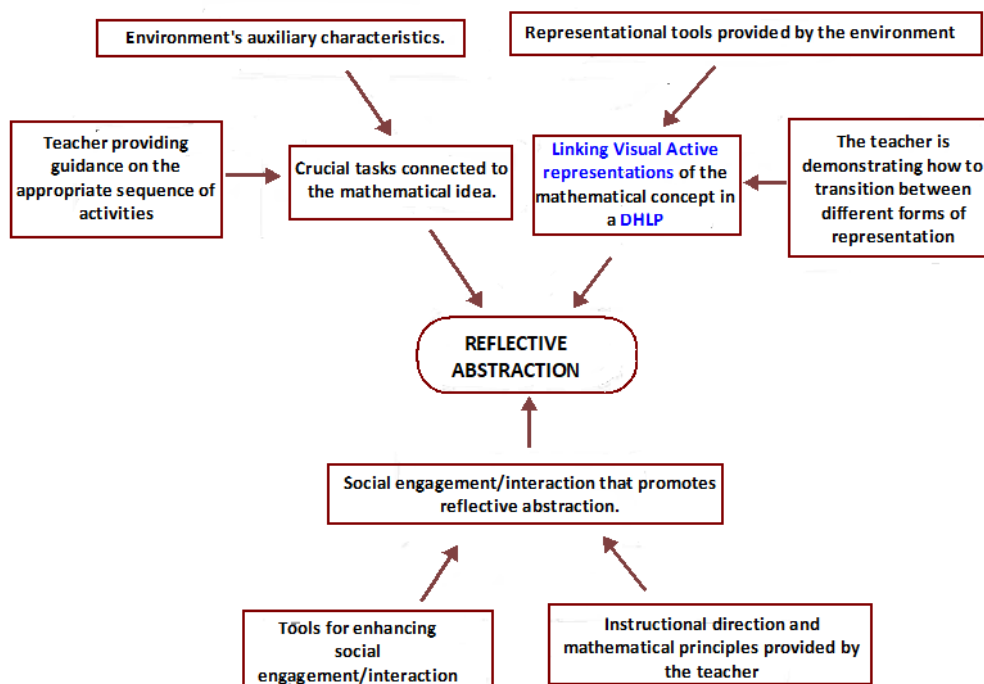 Environment's auxiliary characteristics.
Representational tools provided by the environment
Teacher providing
guidance on the
appropriate sequence of
activities
Crucial tasks connected to
the mathematical idea.
Linking Visual Active
representations of the
mathematical concept in
a DHLP
The teacher is
demonstrating how to
transition between
different forms of
representation
REFLECTIVE
ABSTRACTION
Social engagement/interaction that promotes
reflective abstraction.
Tools for enhancing
social
engagement/interaction
Instructional direction and
mathematical principles provided by
the teacher